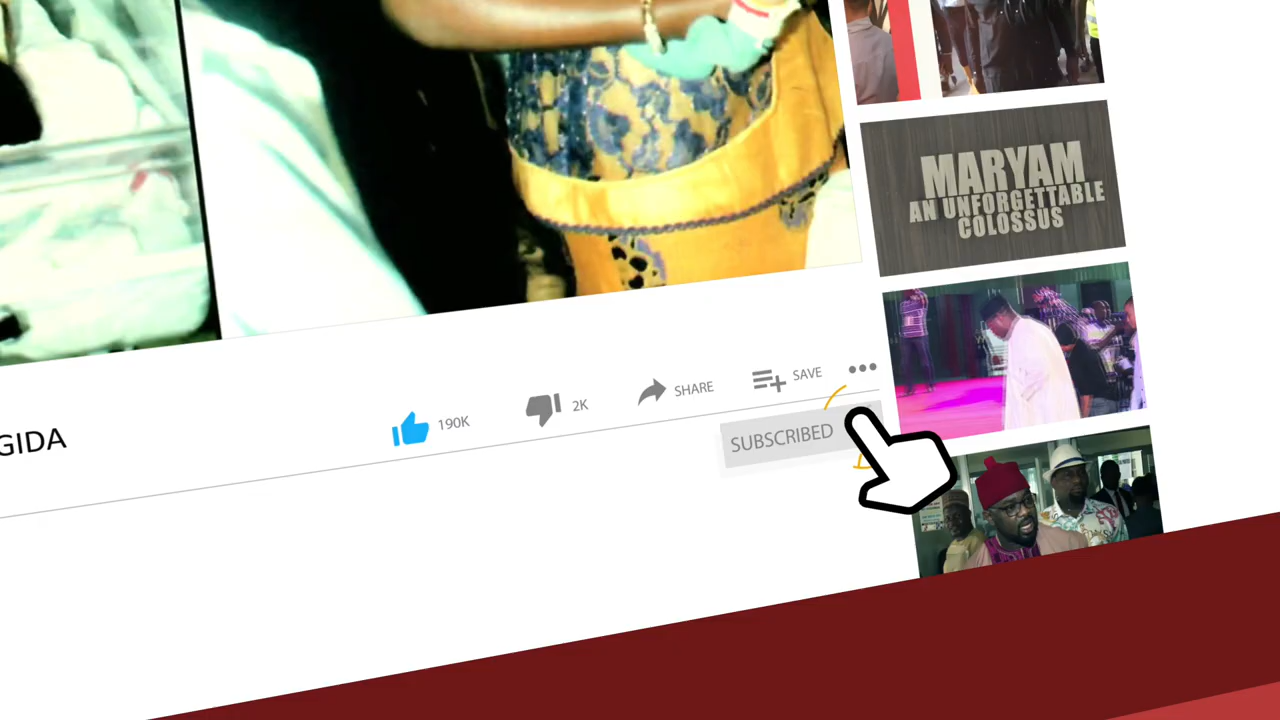 MARYAM
AN UNFORGETTABLE
COLOSSUS
GIDA
190K
2K
SHARE
SAVE
SUBSCRIBED